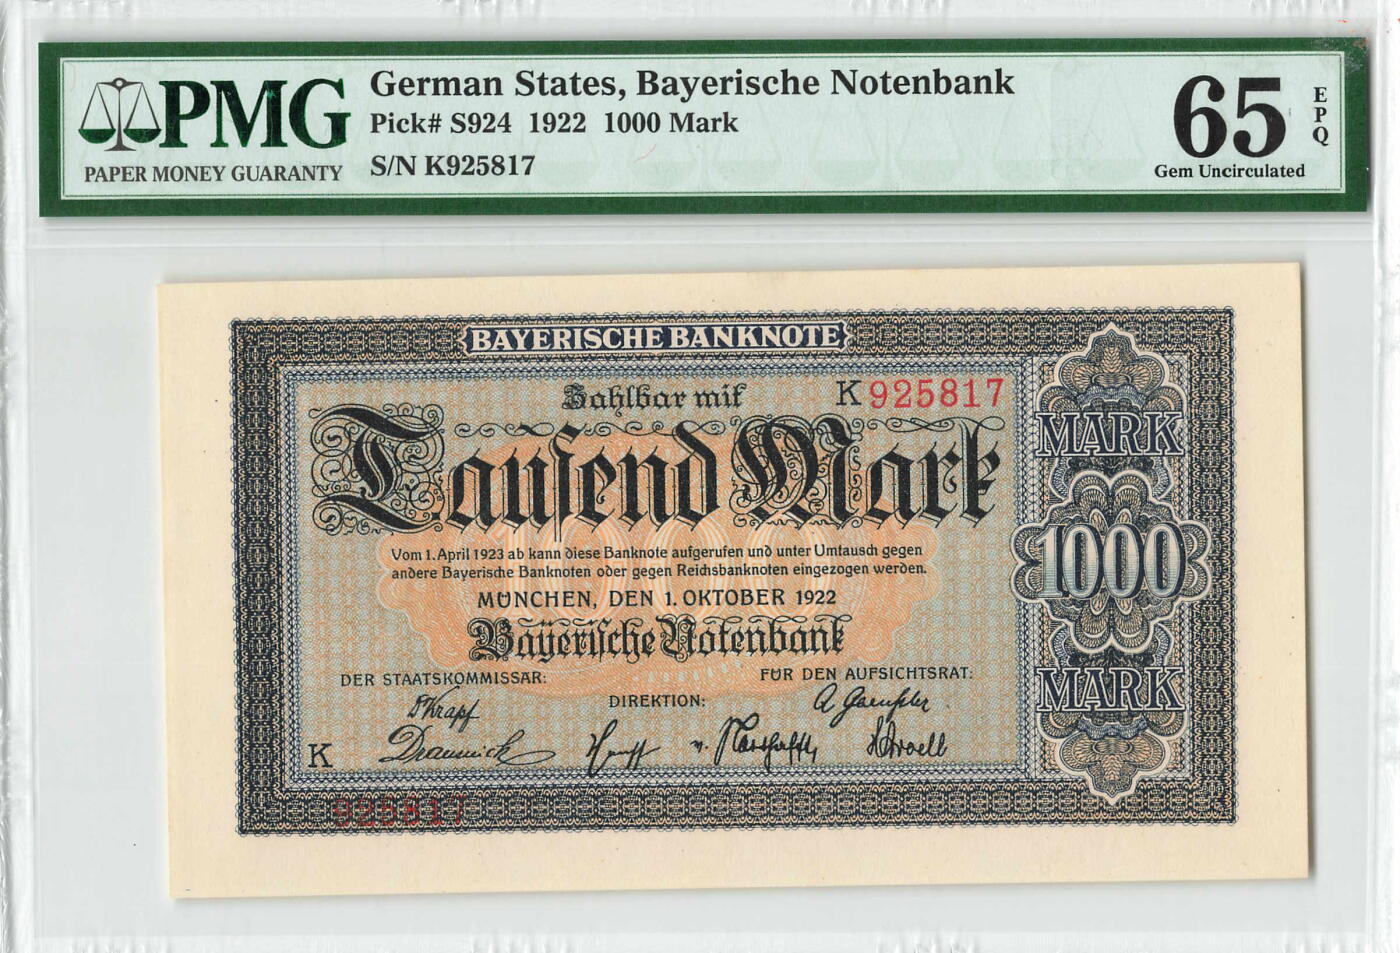 PMG
PAPER MONEY GUARANTY
German States, Bayerische Notenbank
Pick# S924 1922 1000 Mark
S/N K925817
65 EPQ
Gem Uncirculated
BAYERISCHE BANKNOTE
Zahlbar mit
K925817
Tausend Mark
Vom 1. April 1923 ab kann diese Banknote aufgerufen und unter Umtausch gegen
andere Bayerische Banknoten oder gegen Reichsbanknoten eingezogen werden.
MÜNCHEN, DEN 1. OKTOBER 1922
Bayerische Notenbank
DER STAATSKOMMISSÄR:
FÜR DEN AUFSICHTSRAT:
DIREKTION:
K
925817
MARK
1000
MARK